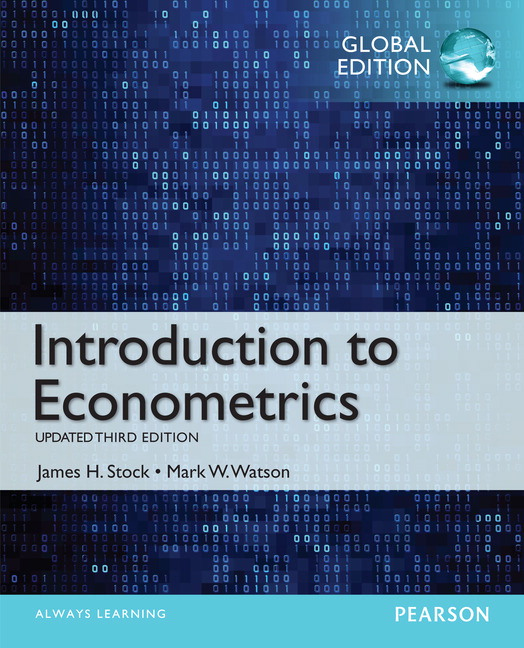 GLOBAL
EDITION
Introduction to
Econometrics
UPDATED THIRD EDITION
James H. Stock • Mark W. Watson
ALWAYS LEARNING
PEARSON